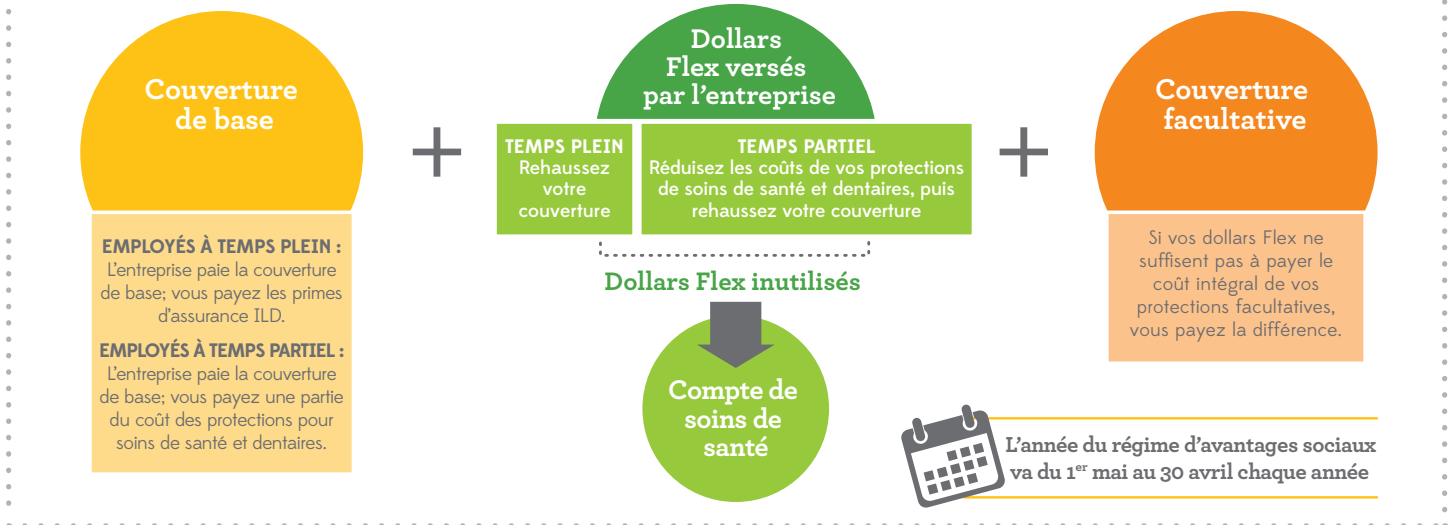 Couverture
de base
EMPLOYÉS À TEMPS PLEIN :
L'entreprise paie la couverture
de base; vous payez les primes
d'assurance ILD.
EMPLOYÉS À TEMPS PARTIEL :
L'entreprise paie la couverture
de base; vous payez une partie
du coût des protections pour
soins de santé et dentaires.
Dollars
Flex versés
par l'entreprise
TEMPS PLEIN
Rehaussez
votre
couverture
TEMPS PARTIEL
Réduisez les coûts de vos protections
de soins de santé et dentaires, puis
rehaussez votre couverture
Dollars Flex inutilisés
Compte de
soins de
santé
Couverture
facultative
Si vos dollars Flex ne
suffisent pas à payer le
coût intégral de vos
protections facultatives,
vous payez la différence.
L'année du régime d'avantages sociaux
va du 1er mai au 30 avril chaque année